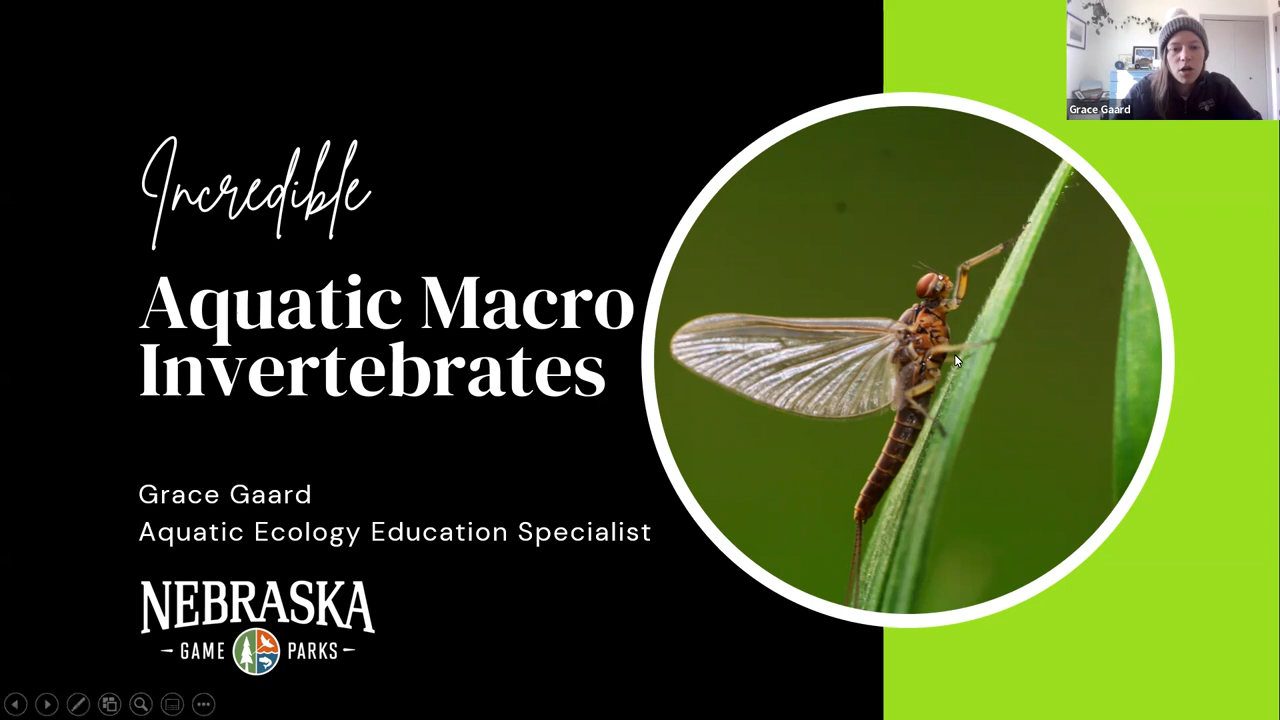 Incredible
Aquatic Macro
Invertebrates
Grace Gaard
Aquatic Ecology Education Specialist
NEBRASKA
GAME PARKS
Grace Gaard